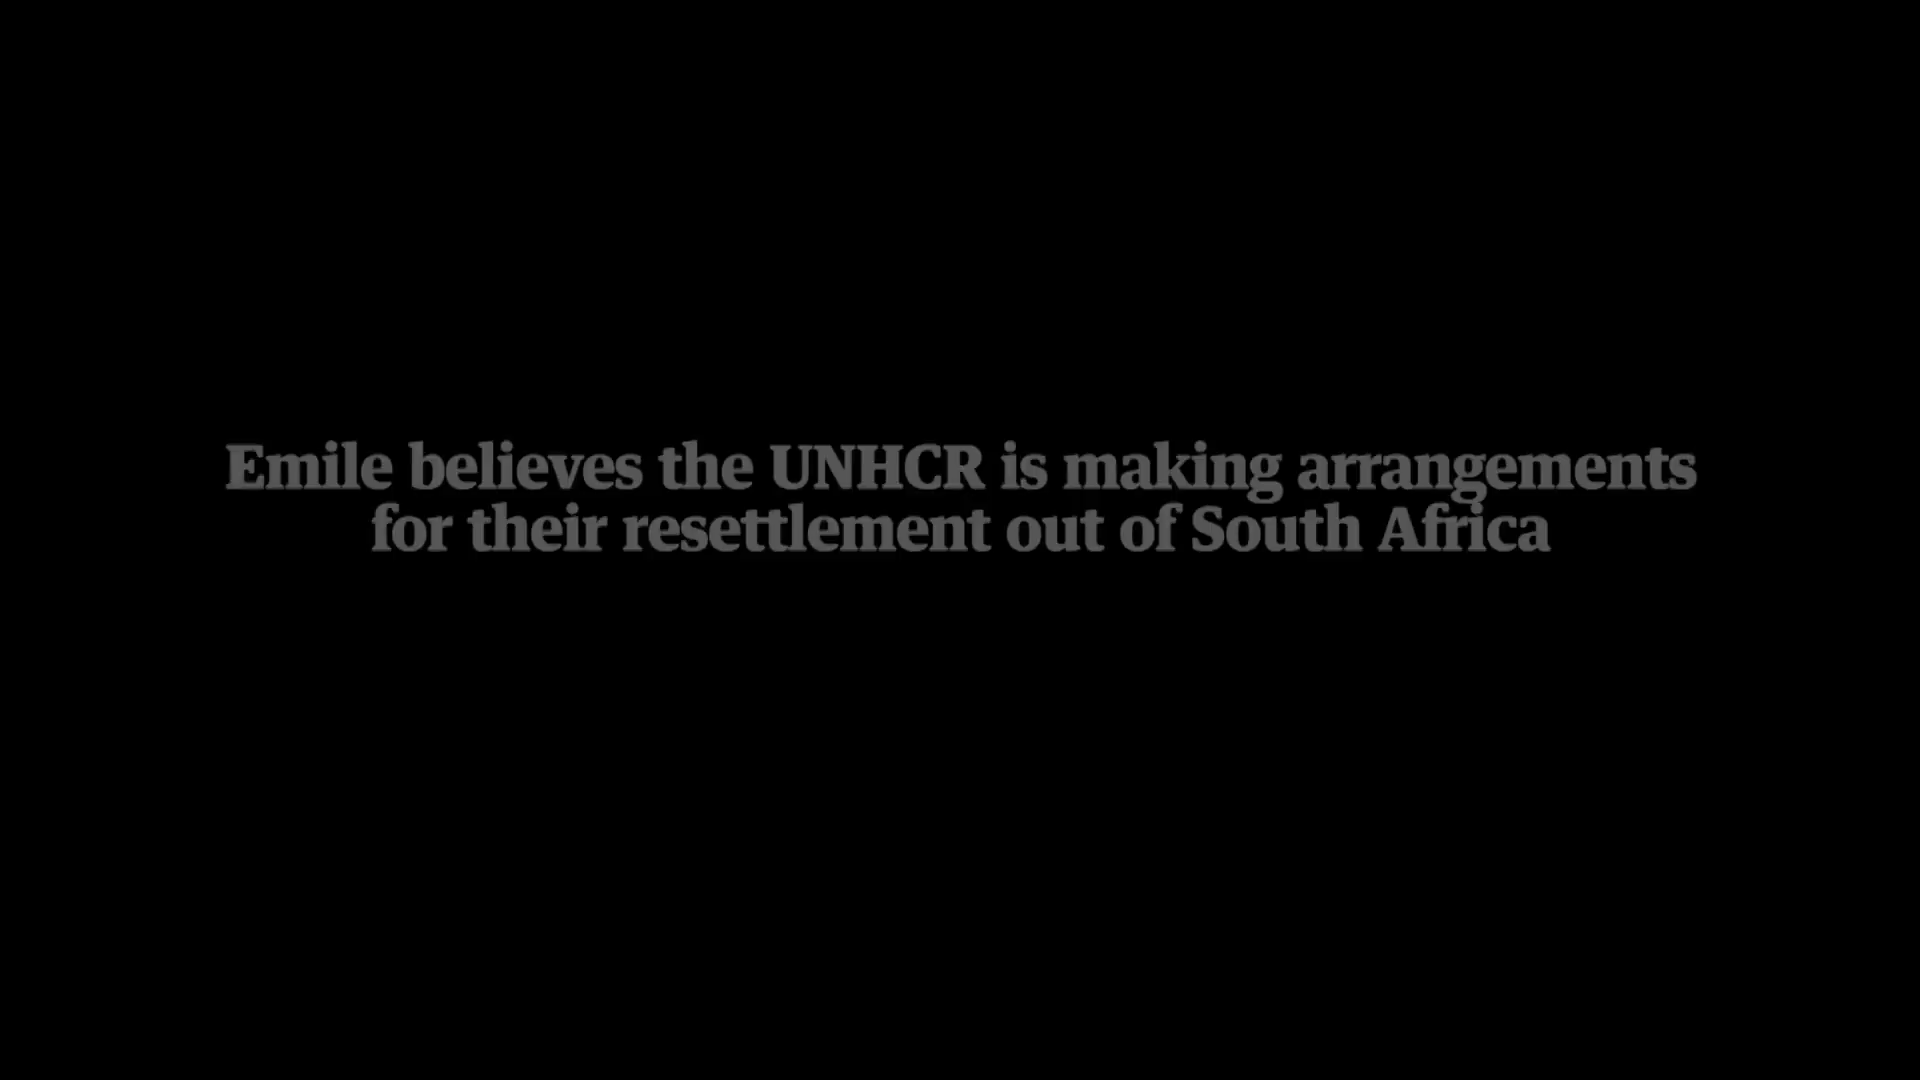 Emile believes the UNHCR is making arrangements
for their resettlement out of South Africa